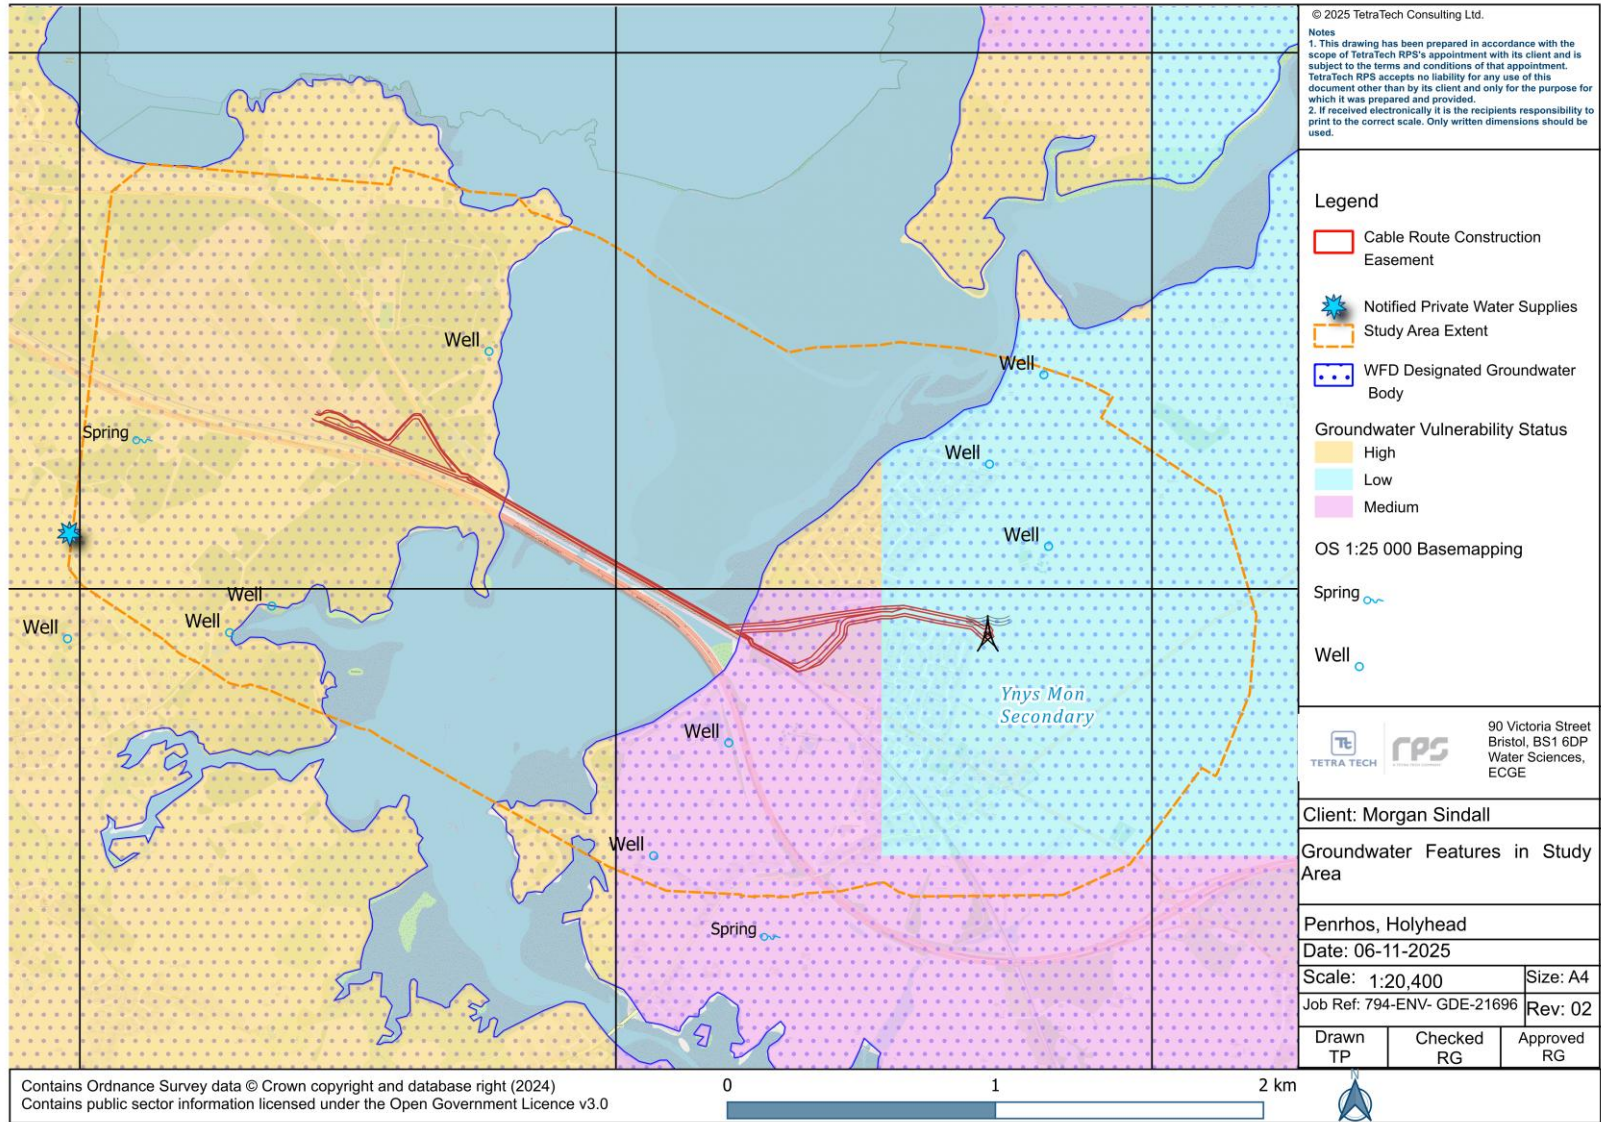 © 2025 TetraTech Consulting Ltd.
Notes
1. This drawing has been prepared in accordance with the
scope of TetraTech RPS's appointment with its client and is
subject to the terms and conditions of that appointment.
TetraTech RPS accepts no liability for any use of this
document other than by its client and only for the purpose for
which it was prepared and provided.
2. If received electronically it is the recipients responsibility to
print to the correct scale. Only written dimensions should be
used.
Legend
Cable Route Construction
Easement
Notified Private Water Supplies
Study Area Extent
WFD Designated Groundwater
Body
Groundwater Vulnerability Status
High
Low
Medium
OS 1:25 000 Basemapping
Spring
Well
Well
Well
Spring
Well
Well
Well
Well
Well
Ynys Mon
Secondary
Well
Well
Spring
Tt
TETRA TECH
rps
90 Victoria Street
Bristol, BS1 6DP
Water Sciences,
ECGE
Client: Morgan Sindall
Groundwater Features in Study
Area
Penrhos, Holyhead
Date: 06-11-2025
Scale: 1:20,400
Size: A4
Job Ref: 794-ENV- GDE-21696
Rev: 02
Drawn
TP
Checked
RG
Approved
RG
N
Contains Ordnance Survey data © Crown copyright and database right (2024)
Contains public sector information licensed under the Open Government Licence v3.0
0 1 2 km